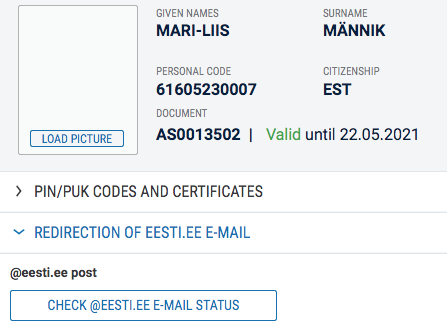 GIVEN NAMES SURNAME
MARI-LIIS MÄNNIK
PERSONAL CODE CITIZENSHIP
61605230007 EST
DOCUMENT
AS0013502 | Valid until 22.05.2021
LOAD PICTURE
PIN/PUK CODES AND CERTIFICATES
REDIRECTION OF EESTI.EE E-MAIL
@eesti.ee post
CHECK @EESTI.EE E-MAIL STATUS